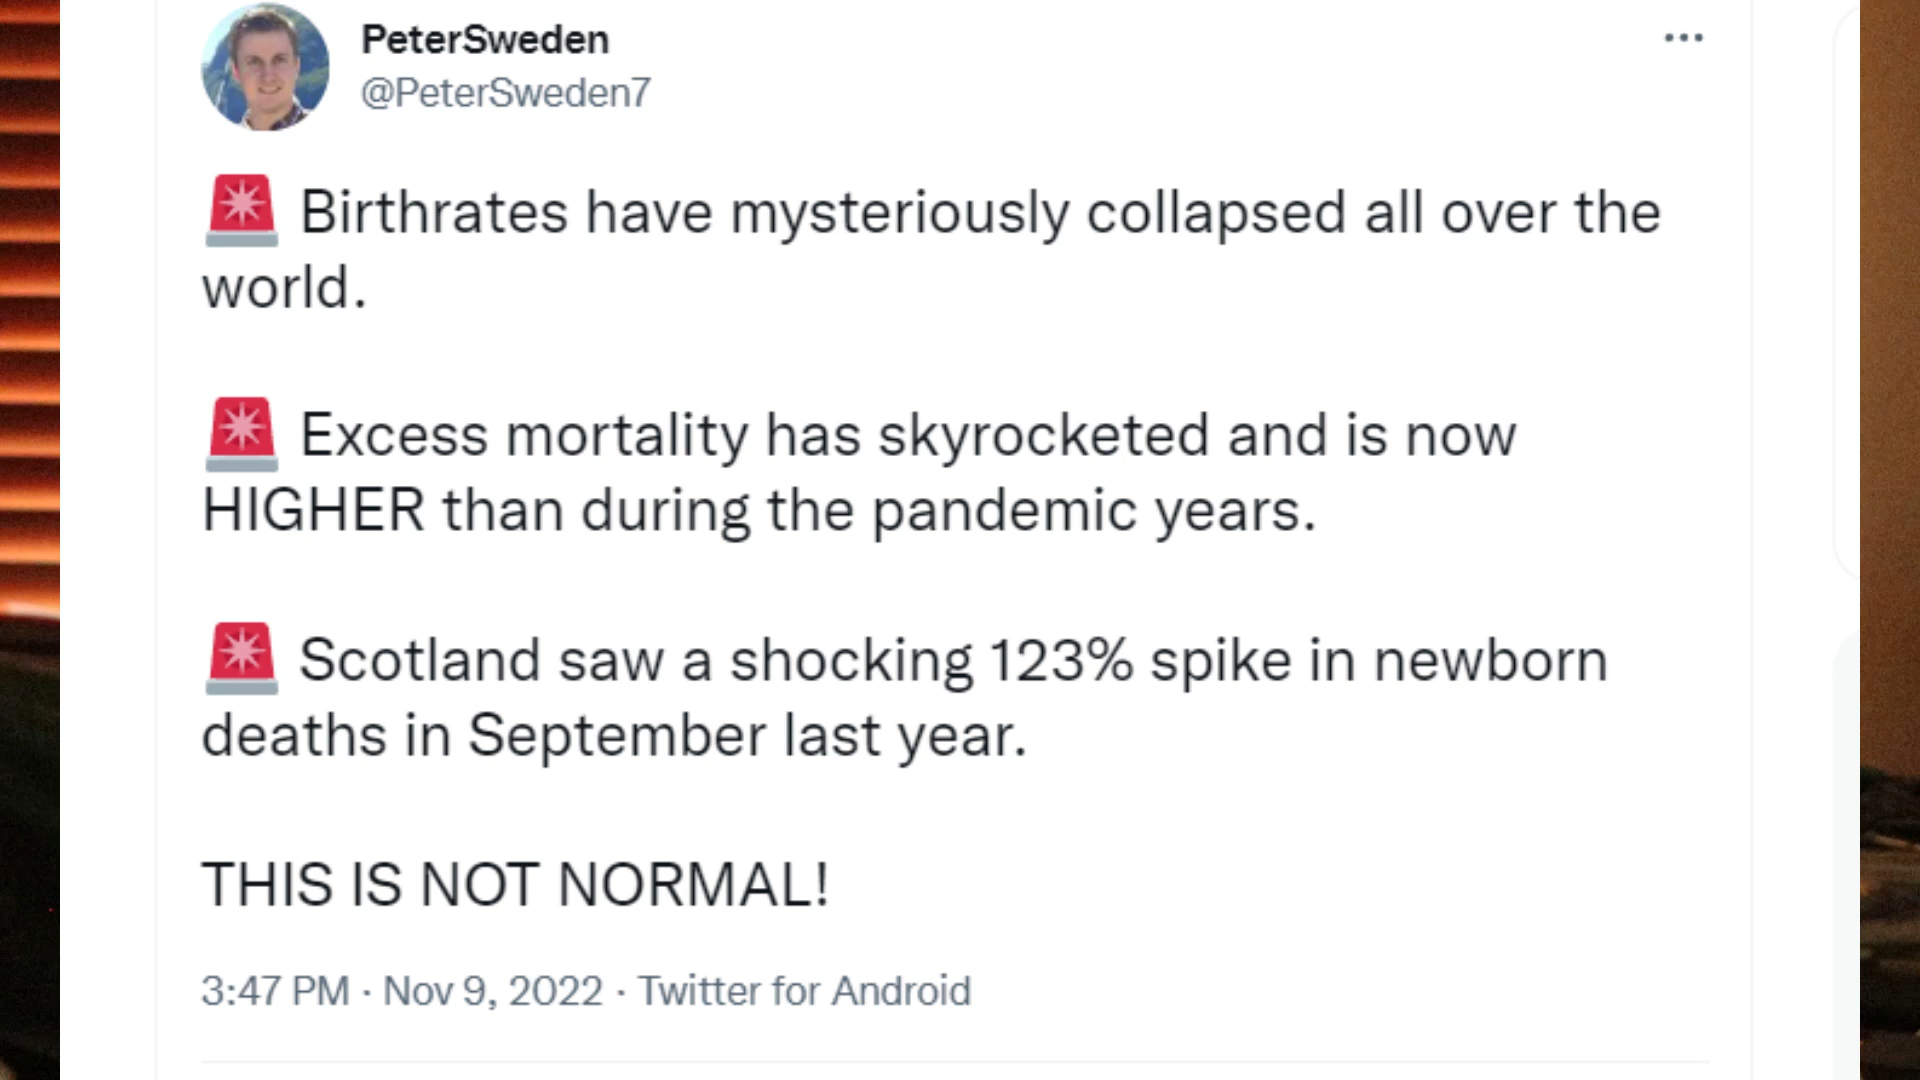 PeterSweden
@PeterSweden7
🚨 Birthrates have mysteriously collapsed all over the
world.
🚨 Excess mortality has skyrocketed and is now
HIGHER than during the pandemic years.
🚨 Scotland saw a shocking 123% spike in newborn
deaths in September last year.
THIS IS NOT NORMAL!
3:47 PM · Nov 9, 2022 · Twitter for Android